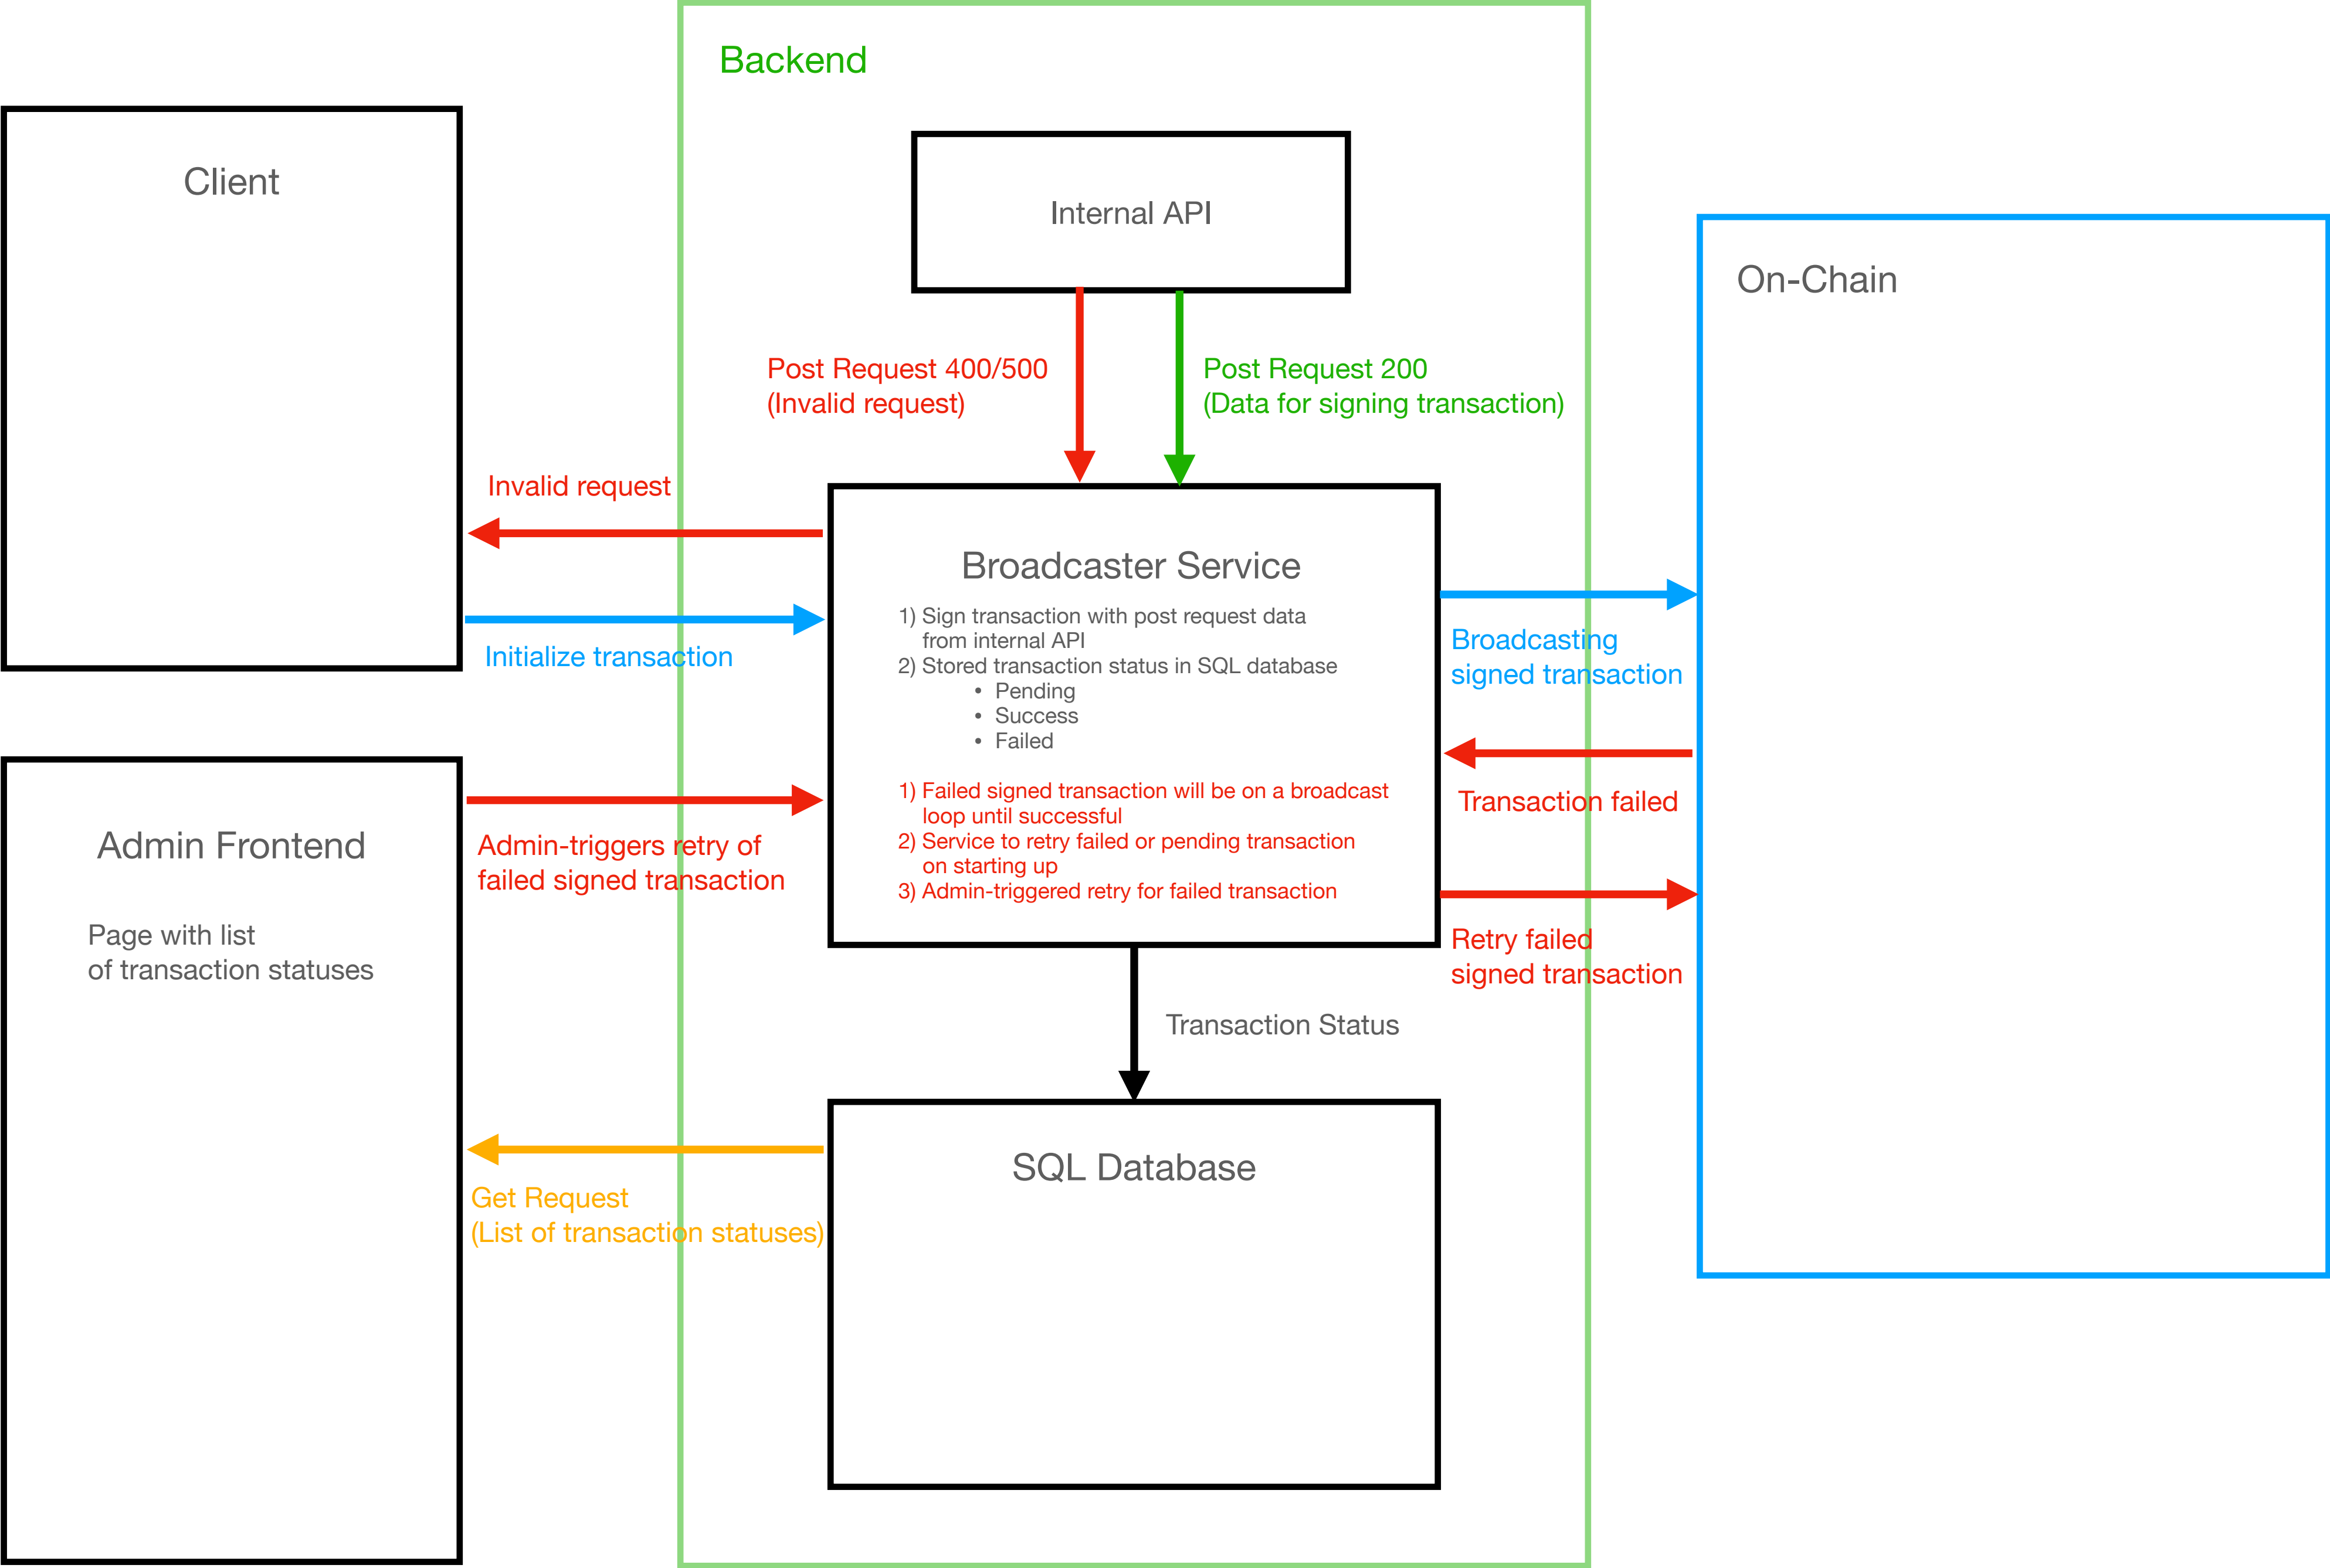 Backend
Client
Internal API
On-Chain
Post Request 400/500
(Invalid request)
Post Request 200
(Data for signing transaction)
Invalid request
Initialize transaction
Broadcaster Service
1) Sign transaction with post request data
from internal API
2) Stored transaction status in SQL database
• Pending
• Success
• Failed
1) Failed signed transaction will be on a broadcast
loop until successful
2) Service to retry failed or pending transaction
on starting up
3) Admin-triggered retry for failed transaction
Broadcasting
signed transaction
Transaction failed
Retry failed
signed transaction
Admin Frontend
Page with list
of transaction statuses
Admin-triggers retry of
failed signed transaction
Transaction Status
SQL Database
Get Request
(List of transaction statuses)